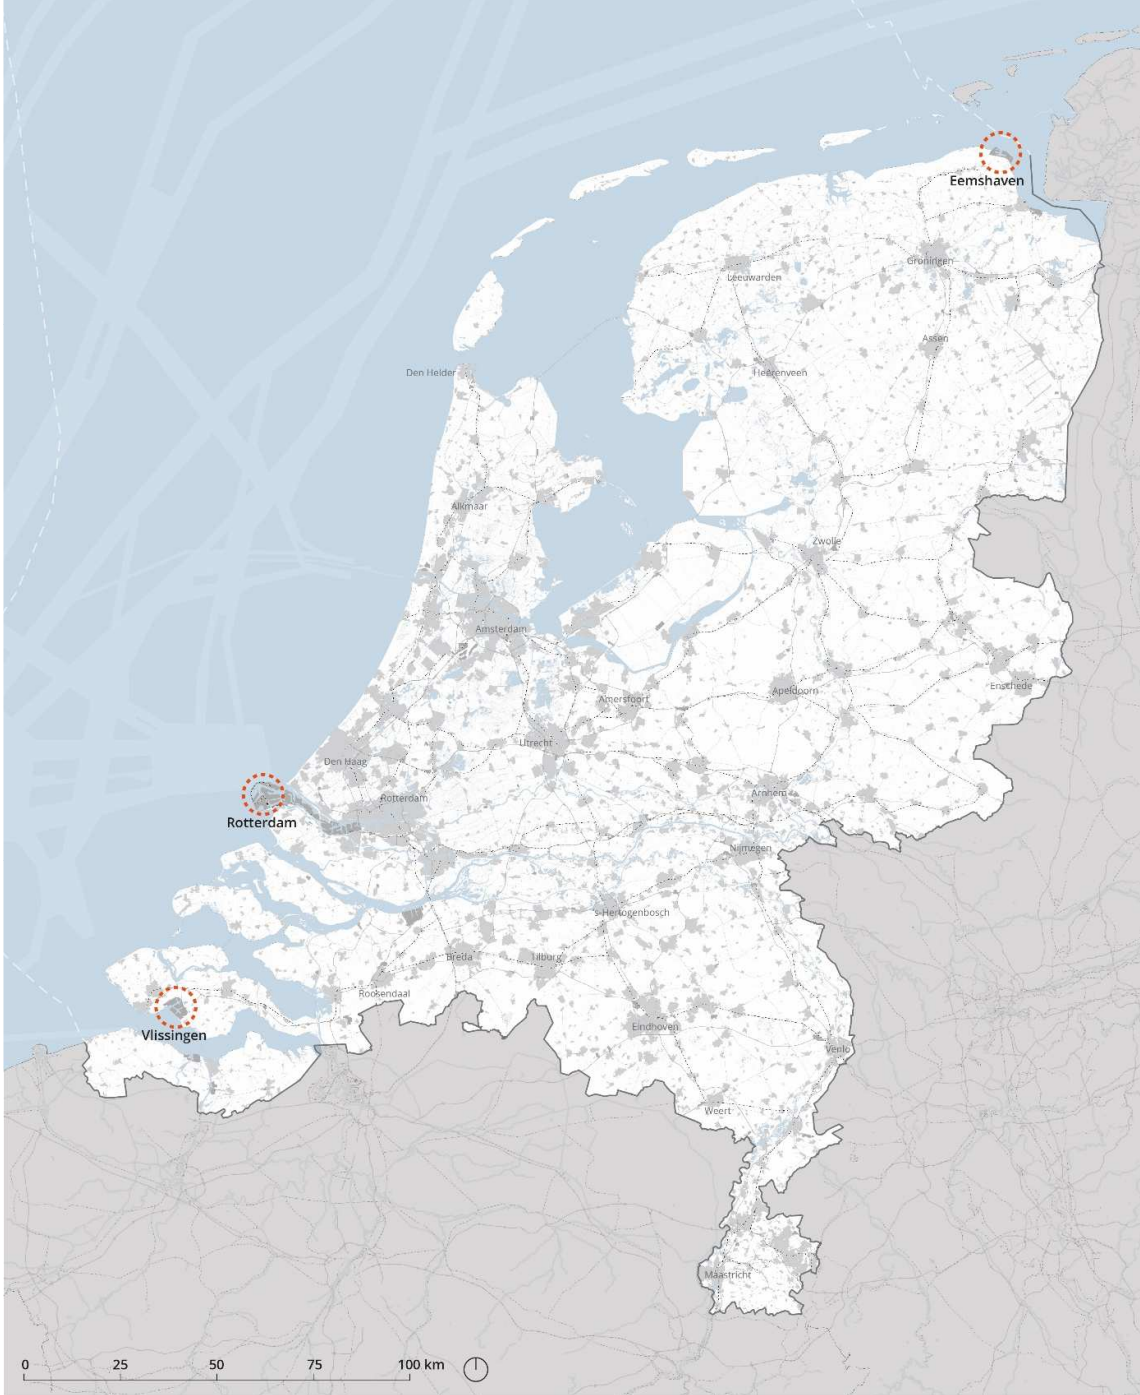 Eemshaven
Groningen
Leeuwarden
Assen
Den Helder
Heerenveen
Alkmaar
Zwolle
Amsterdam
Enschede
Apeldoorn
Amersfoort
Utrecht
Den Haag
Arnhem
Rotterdam
Rotterdam
Nijmegen
's-Hertogenbosch
Breda
Tilburg
Roosendaal
Eindhoven
Vlissingen
Venlo
Weert
Maastricht
0 25 50 75 100 km